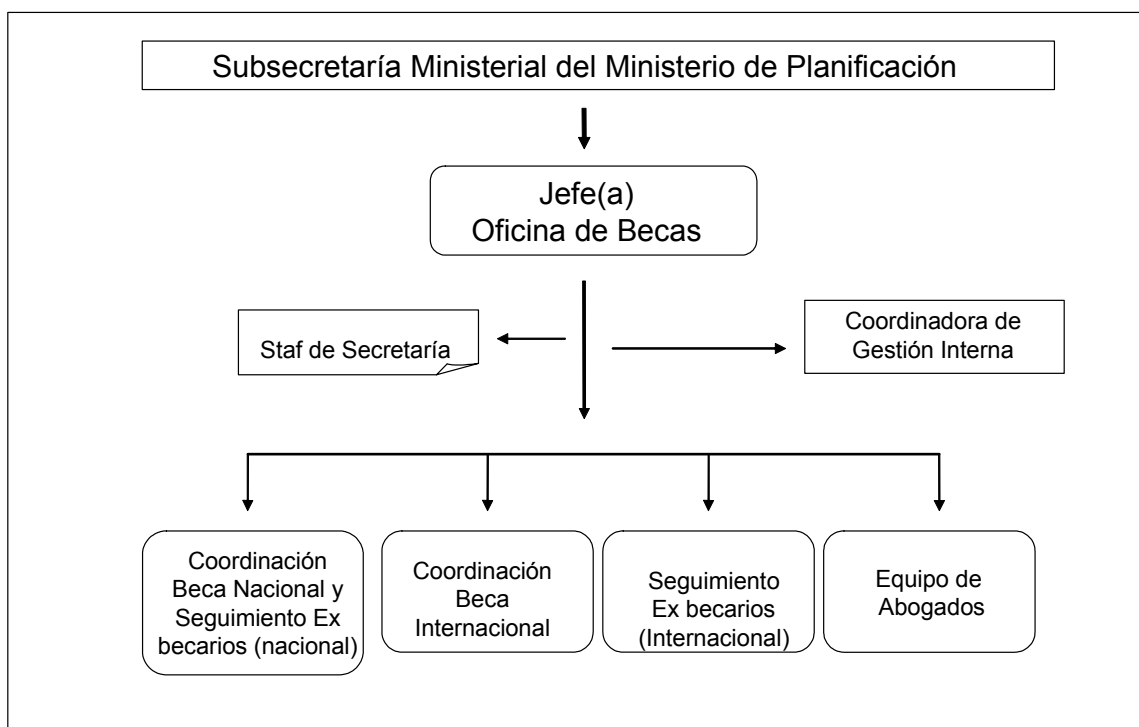 Subsecretaría Ministerial del Ministerio de Planificación
Jefe(a)
Oficina de Becas
Staf de Secretaría
Coordinadora de
Gestión Interna
Coordinación
Beca Nacional y
Seguimiento Ex
becarios (nacional)
Coordinación
Beca
Internacional
Seguimiento
Ex becarios
(Internacional)
Equipo de
Abogados